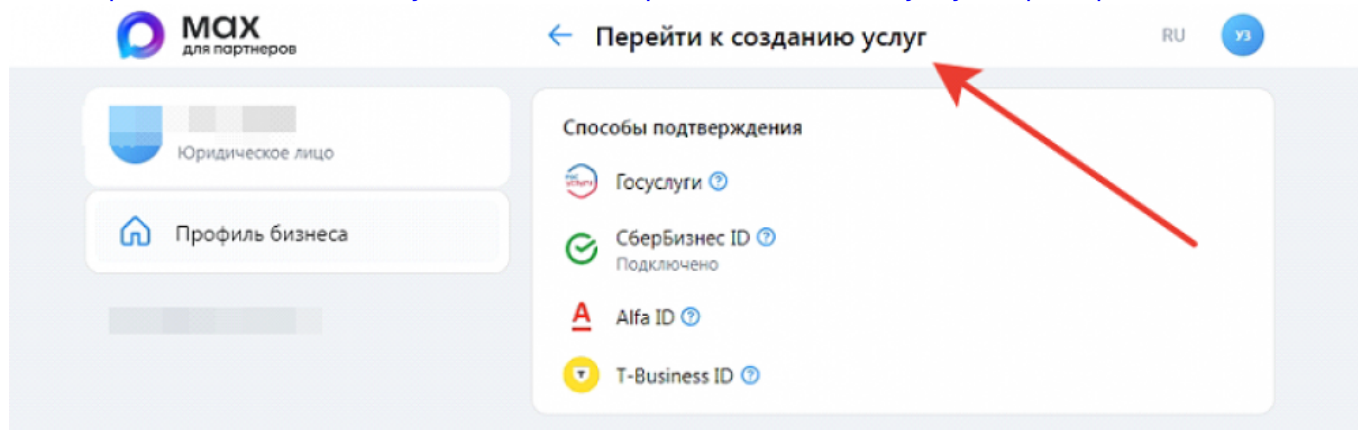 МАХ
для партнеров
Перейти к созданию услуг
RU
УЗ
Юридическое лицо
Профиль бизнеса
Способы подтверждения
Госуслуги
СберБизнес ID
Подключено
Alfa ID
T-Business ID